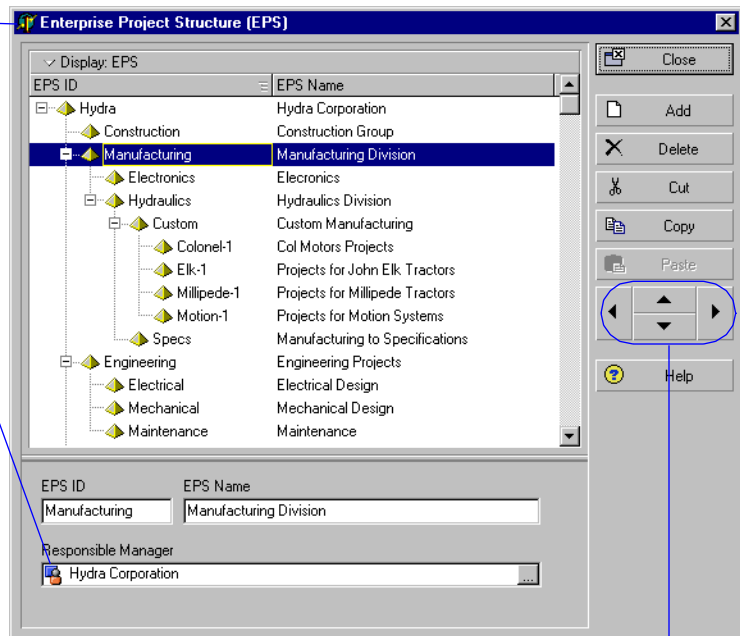 Enterprise Project Structure (EPS)
Display: EPS
EPS ID EPS Name
Hydra Hydra Corporation
Construction Construction Group
Manufacturing Manufacturing Division
Electronics Elecronics
Hydraulics Hydraulics Division
Custom Custom Manufacturing
Colonel-1 Col Motors Projects
Elk-1 Projects for John Elk Tractors
Millipede-1 Projects for Millipede Tractors
Motion-1 Projects for Motion Systems
Specs Manufacturing to Specifications
Engineering Engineering Projects
Electrical Electrical Design
Mechanical Mechanical Design
Maintenance Maintenance
Close
Add
Delete
Cut
Copy
Paste
Help
EPS ID EPS Name
Manufacturing Manufacturing Division
Responsible Manager
Hydra Corporation ...